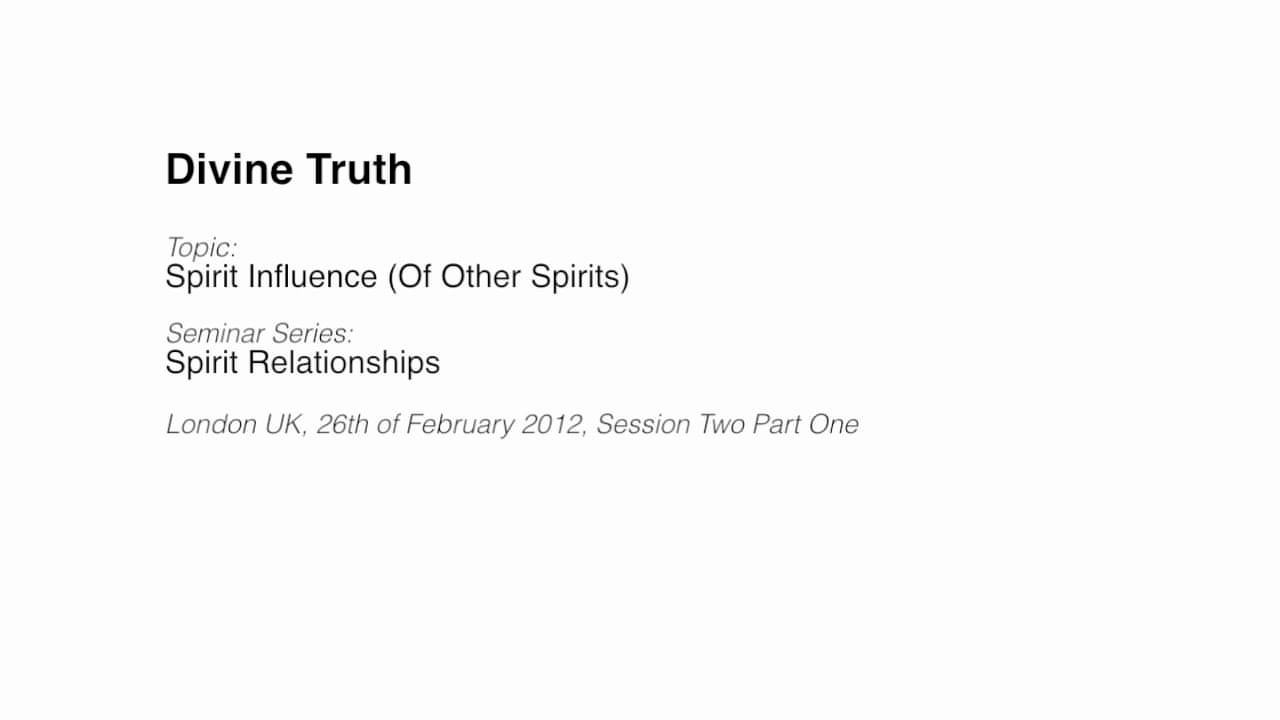 Divine Truth
Topic:
Spirit Influence (Of Other Spirits)
Seminar Series:
Spirit Relationships
London UK, 26th of February 2012, Session Two Part One